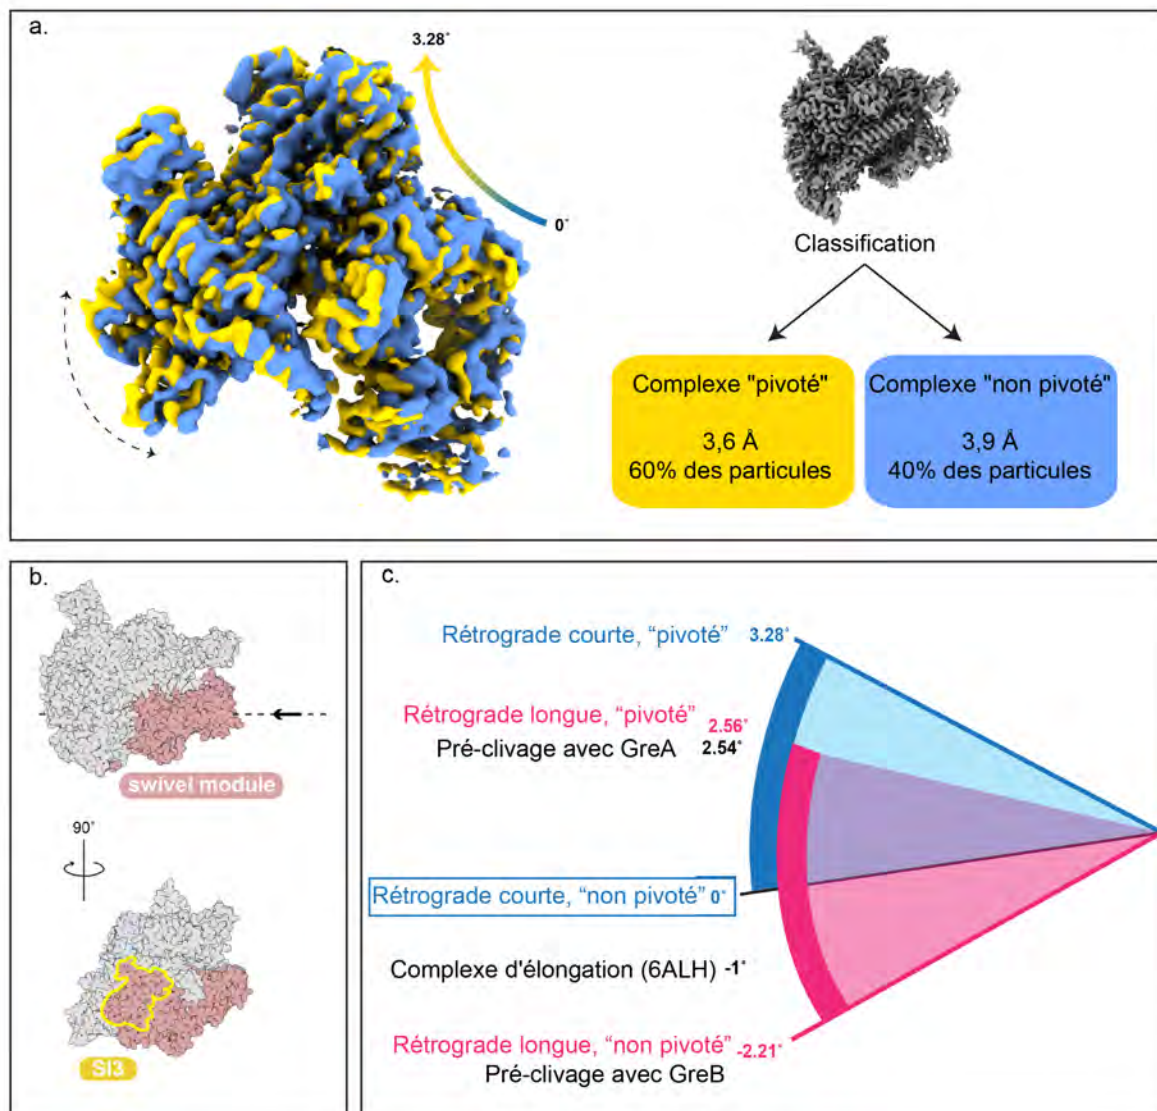 a.
3.28°
0°
Classification
Complexe "pivoté"
3,6 Å
60% des particules
Complexe "non pivoté"
3,9 Å
40% des particules
b.
swivel module
90°
SI3
c.
Rétrograde courte, “pivoté” 3.28°
Rétrograde longue, “pivoté” 2.56°
Pré-clivage avec GreA 2.54°
Rétrograde courte, “non pivoté” 0°
Complexe d'élongation (6ALH) -1°
Rétrograde longue, “non pivoté” -2.21°
Pré-clivage avec GreB